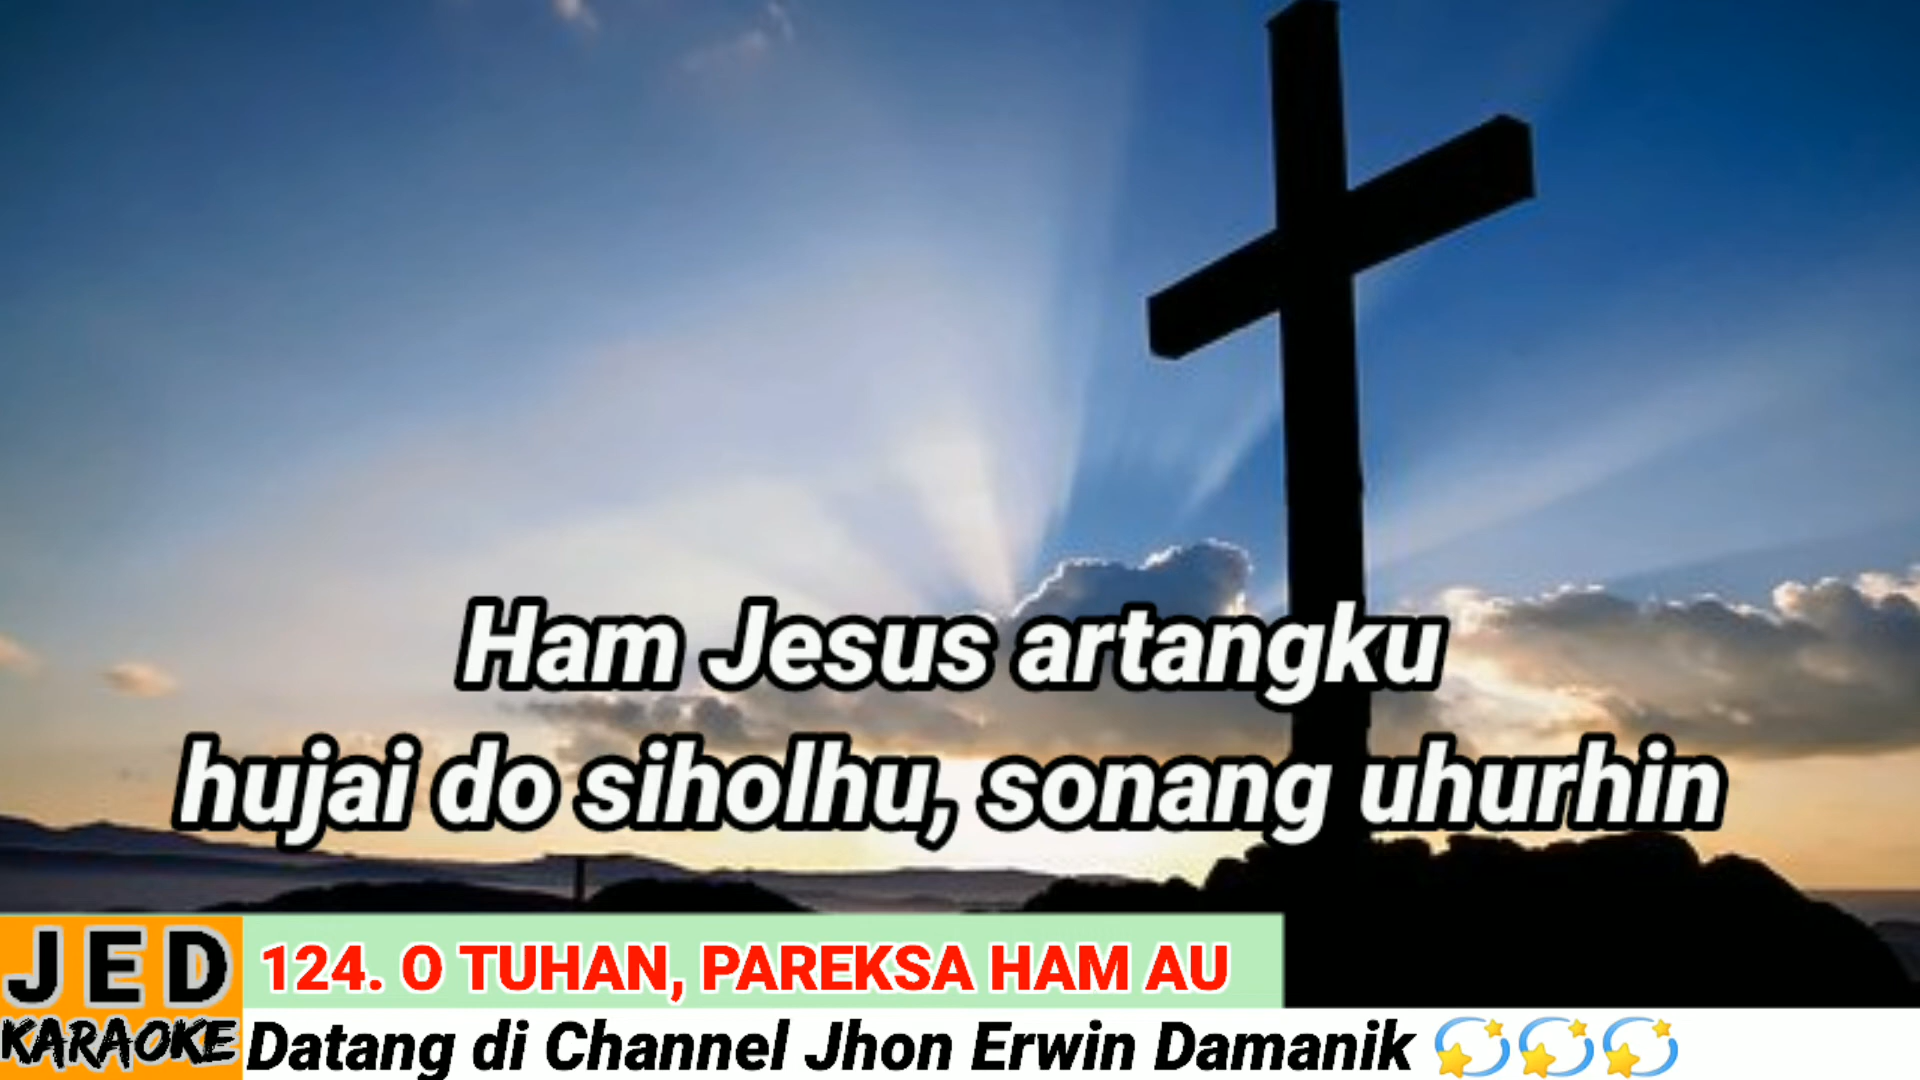 Ham Jesus artangku
hujai do siholhu, sonang uhurhin
JED
KARAOKE
124. O TUHAN, PAREKSA HAM AU
Datang di Channel Jhon Erwin Damanik 💫💫💫